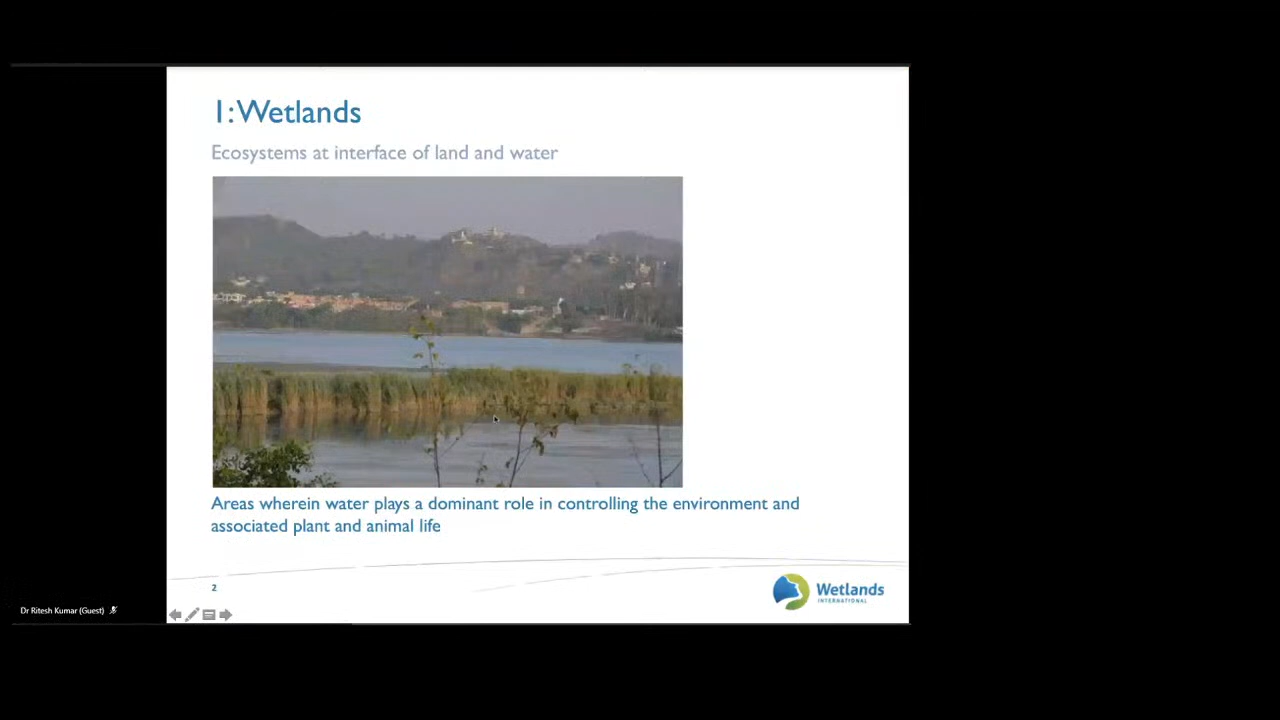 1: Wetlands
Ecosystems at interface of land and water
Areas wherein water plays a dominant role in controlling the environment and
associated plant and animal life
2
Wetlands
INTERNATIONAL
Dr Ritesh Kumar (Guest)